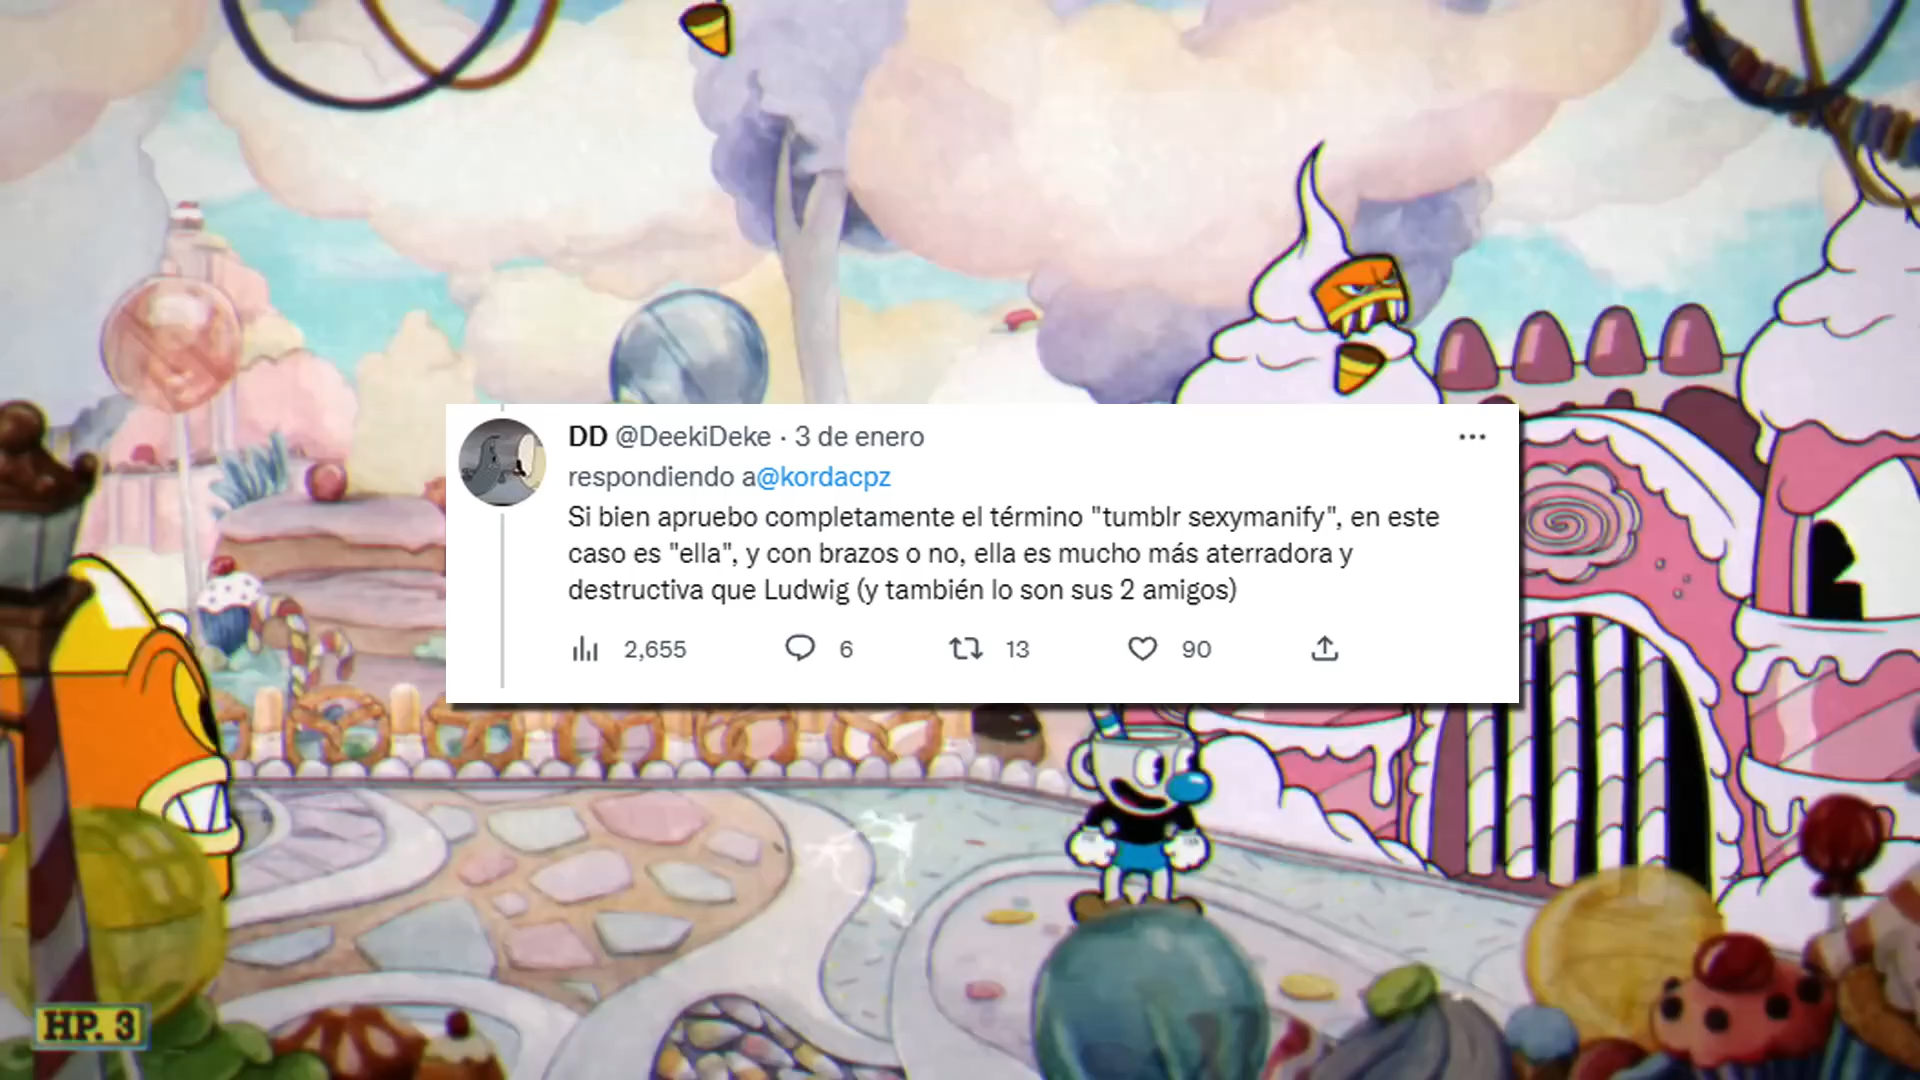 DD @DeekiDeke · 3 de enero
respondiendo a@kordacpz
Si bien apruebo completamente el término "tumblr sexymanify", en este
caso es "ella", y con brazos o no, ella es mucho más aterradora y
destructiva que Ludwig (y también lo son sus 2 amigos)
2,655 6 13 90
HP. 3